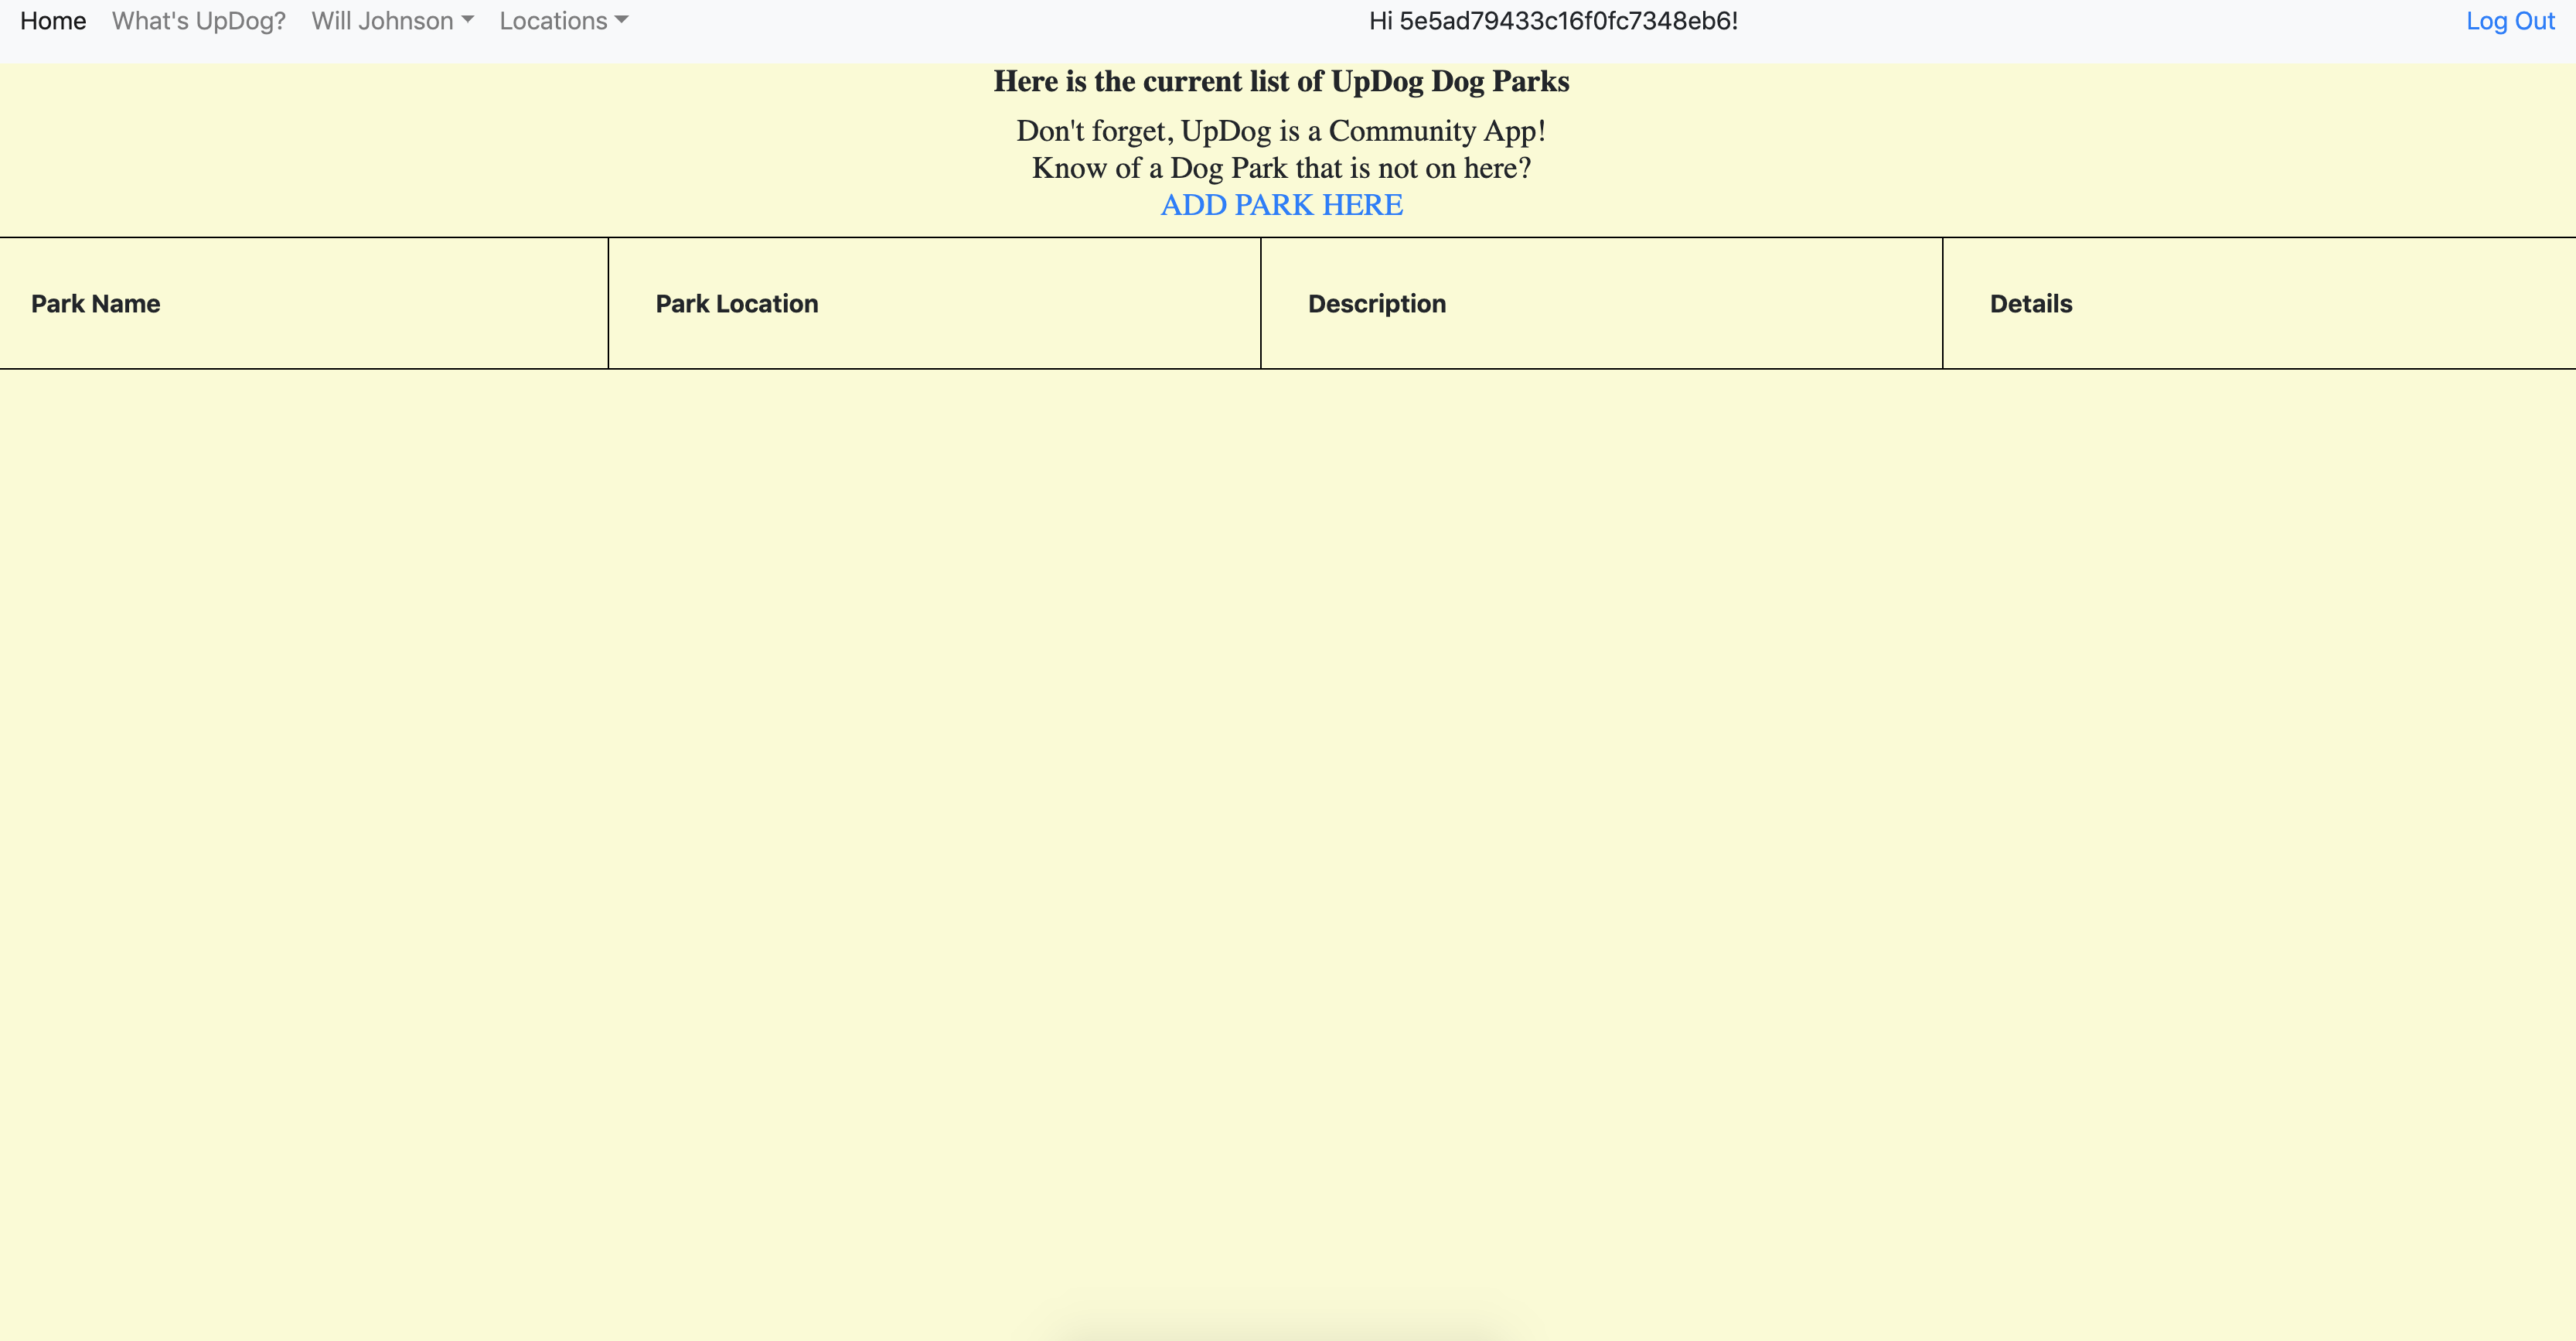 Home What's UpDog? Will Johnson Locations Hi 5e5ad79433c16f0fc7348eb6! Log Out
Here is the current list of UpDog Dog Parks
Don't forget, UpDog is a Community App!
Know of a Dog Park that is not on here?
ADD PARK HERE
Park Name Park Location Description Details